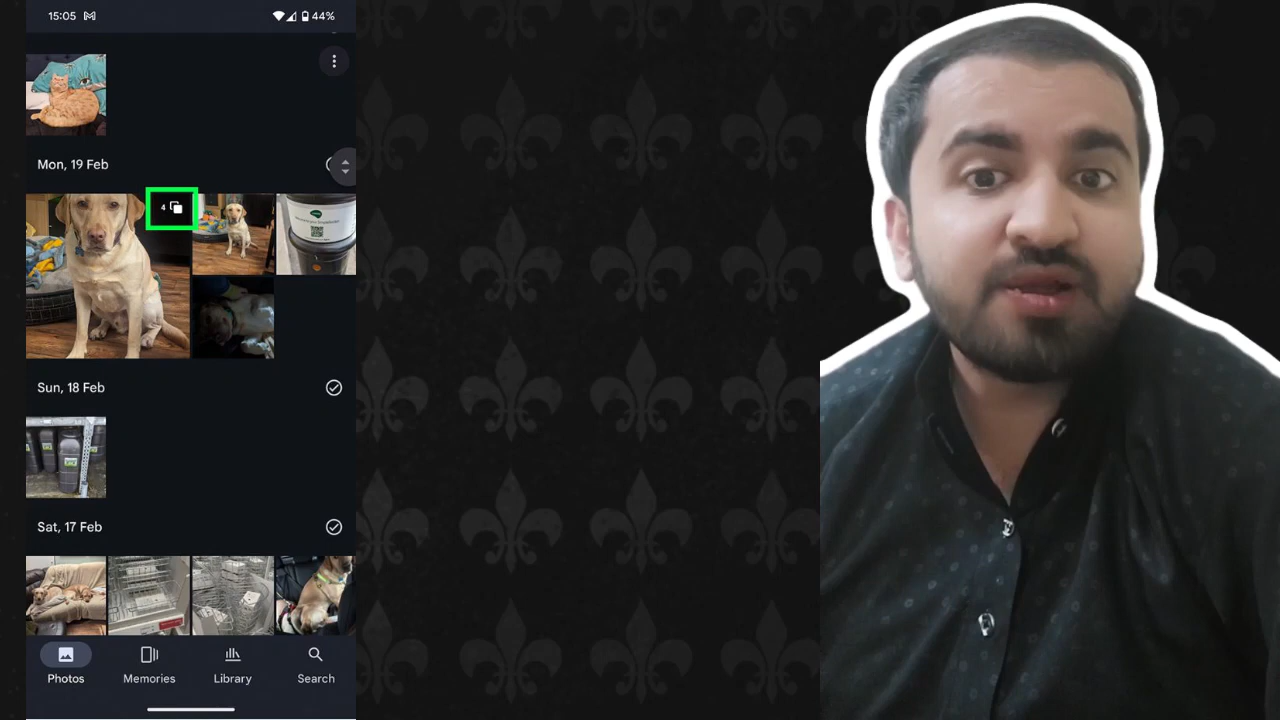 15:05
44%
Mon, 19 Feb
4
Sun, 18 Feb
Sat, 17 Feb
Photos
Memories
Library
Search